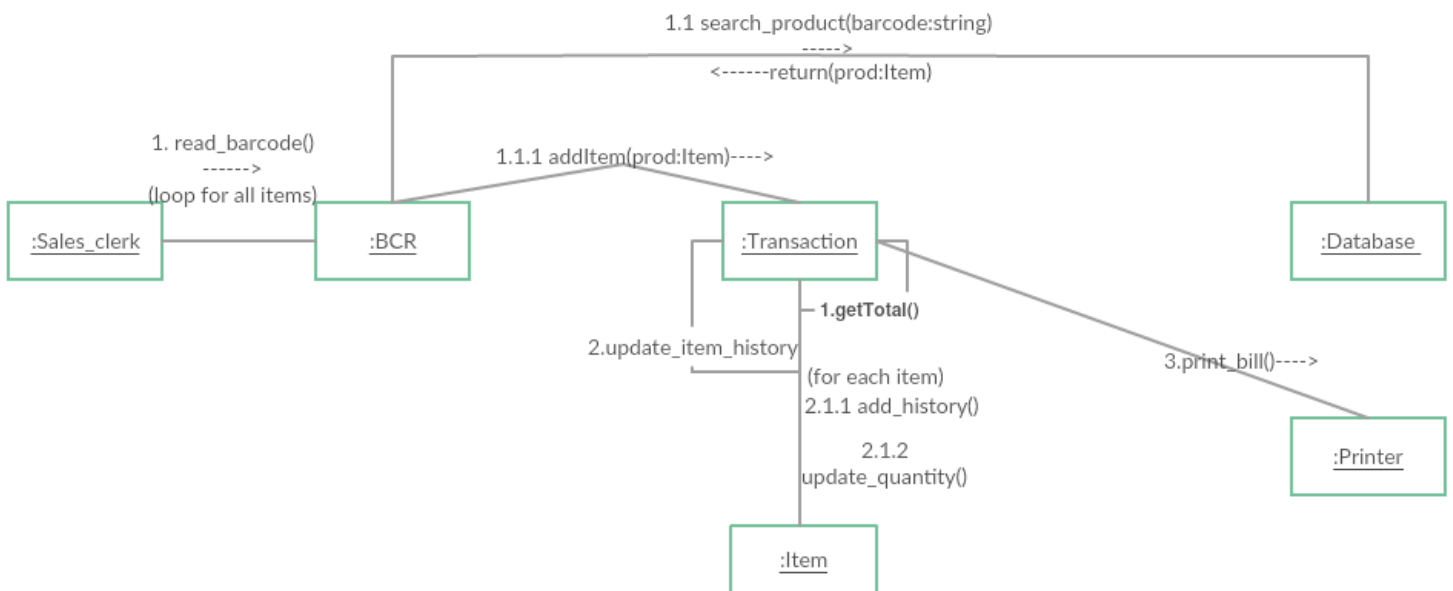 1.1 search_product(barcode:string)
----->
<------return(prod:Item)
1. read_barcode()
------>
(loop for all items)
1.1.1 addItem(prod:Item)---->
:Sales_clerk
:BCR
:Transaction
:Database
1.getTotal()
2.update_item_history
(for each item)
2.1.1 add_history()
3.print_bill()---->
2.1.2
update_quantity()
:Printer
:Item